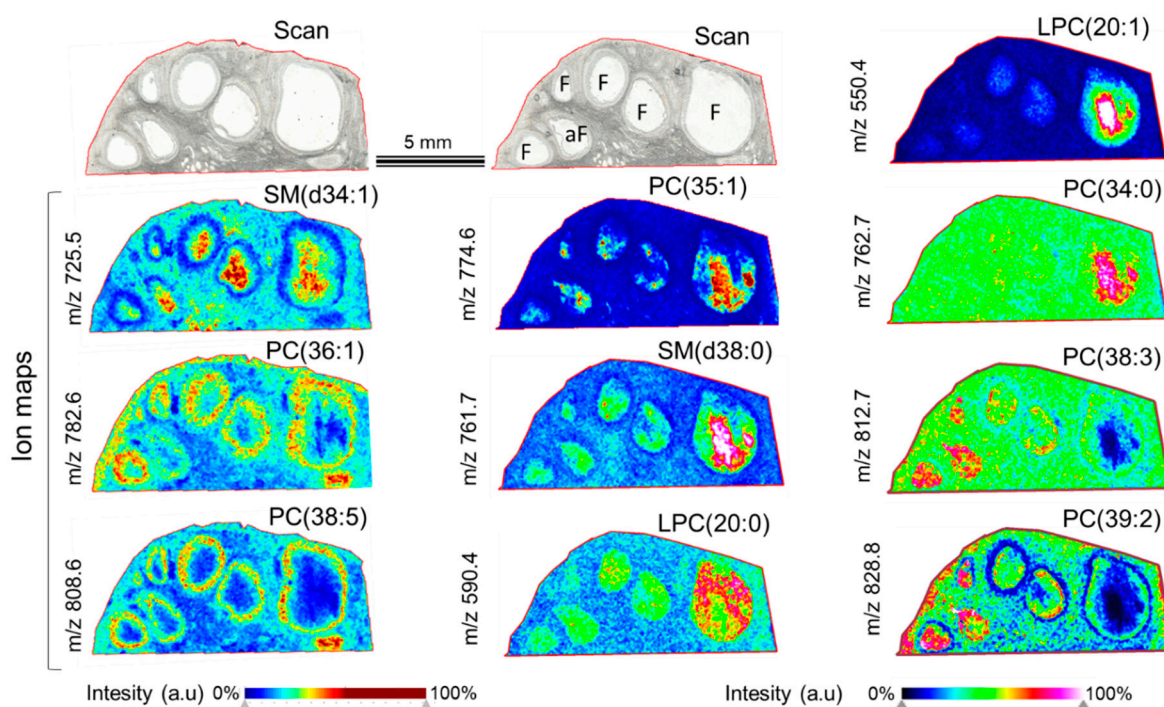 Scan
Scan
LPC(20:1)
F
F
F
F
F
aF
5 mm
m/z 550.4
Ion maps
SM(d34:1)
m/z 725.5
PC(35:1)
m/z 774.6
PC(34:0)
m/z 762.7
PC(36:1)
m/z 782.6
SM(d38:0)
m/z 761.7
PC(38:3)
m/z 812.7
PC(38:5)
m/z 808.6
LPC(20:0)
m/z 590.4
PC(39:2)
m/z 828.8
Intesity (a.u) 0% 100%
Intesity (a.u) 0% 100%